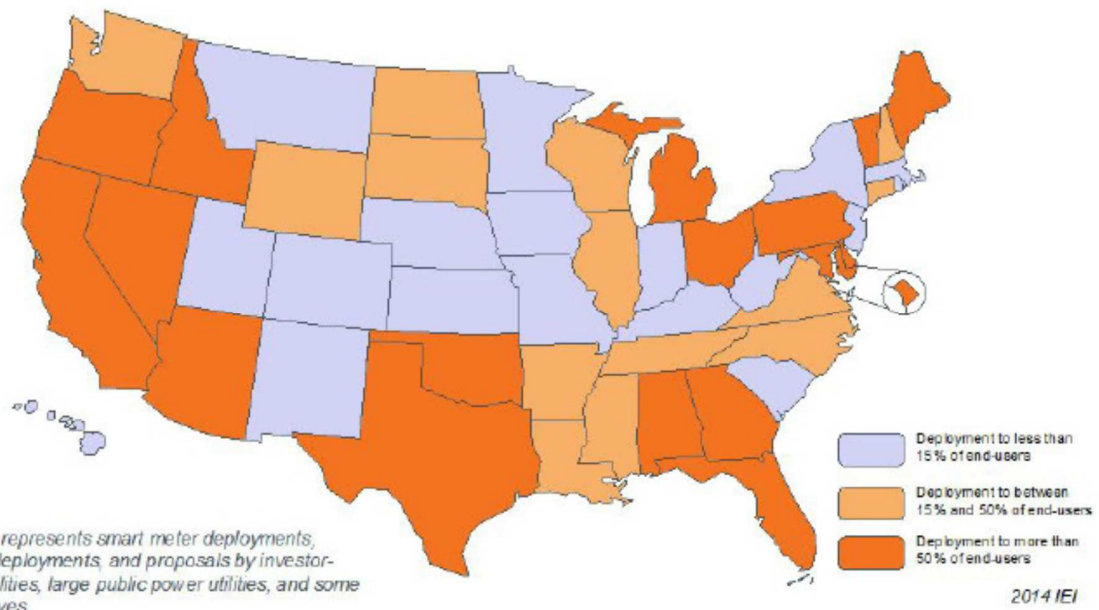 Deployment to less than
15% of end-users
Deployment to between
15% and 50% of end-users
Deployment to more than
50% of end-users
represents smart meter deployments,
deployments, and proposals by investor-
lities, large public power utilities, and some
ves.
2014 IEI